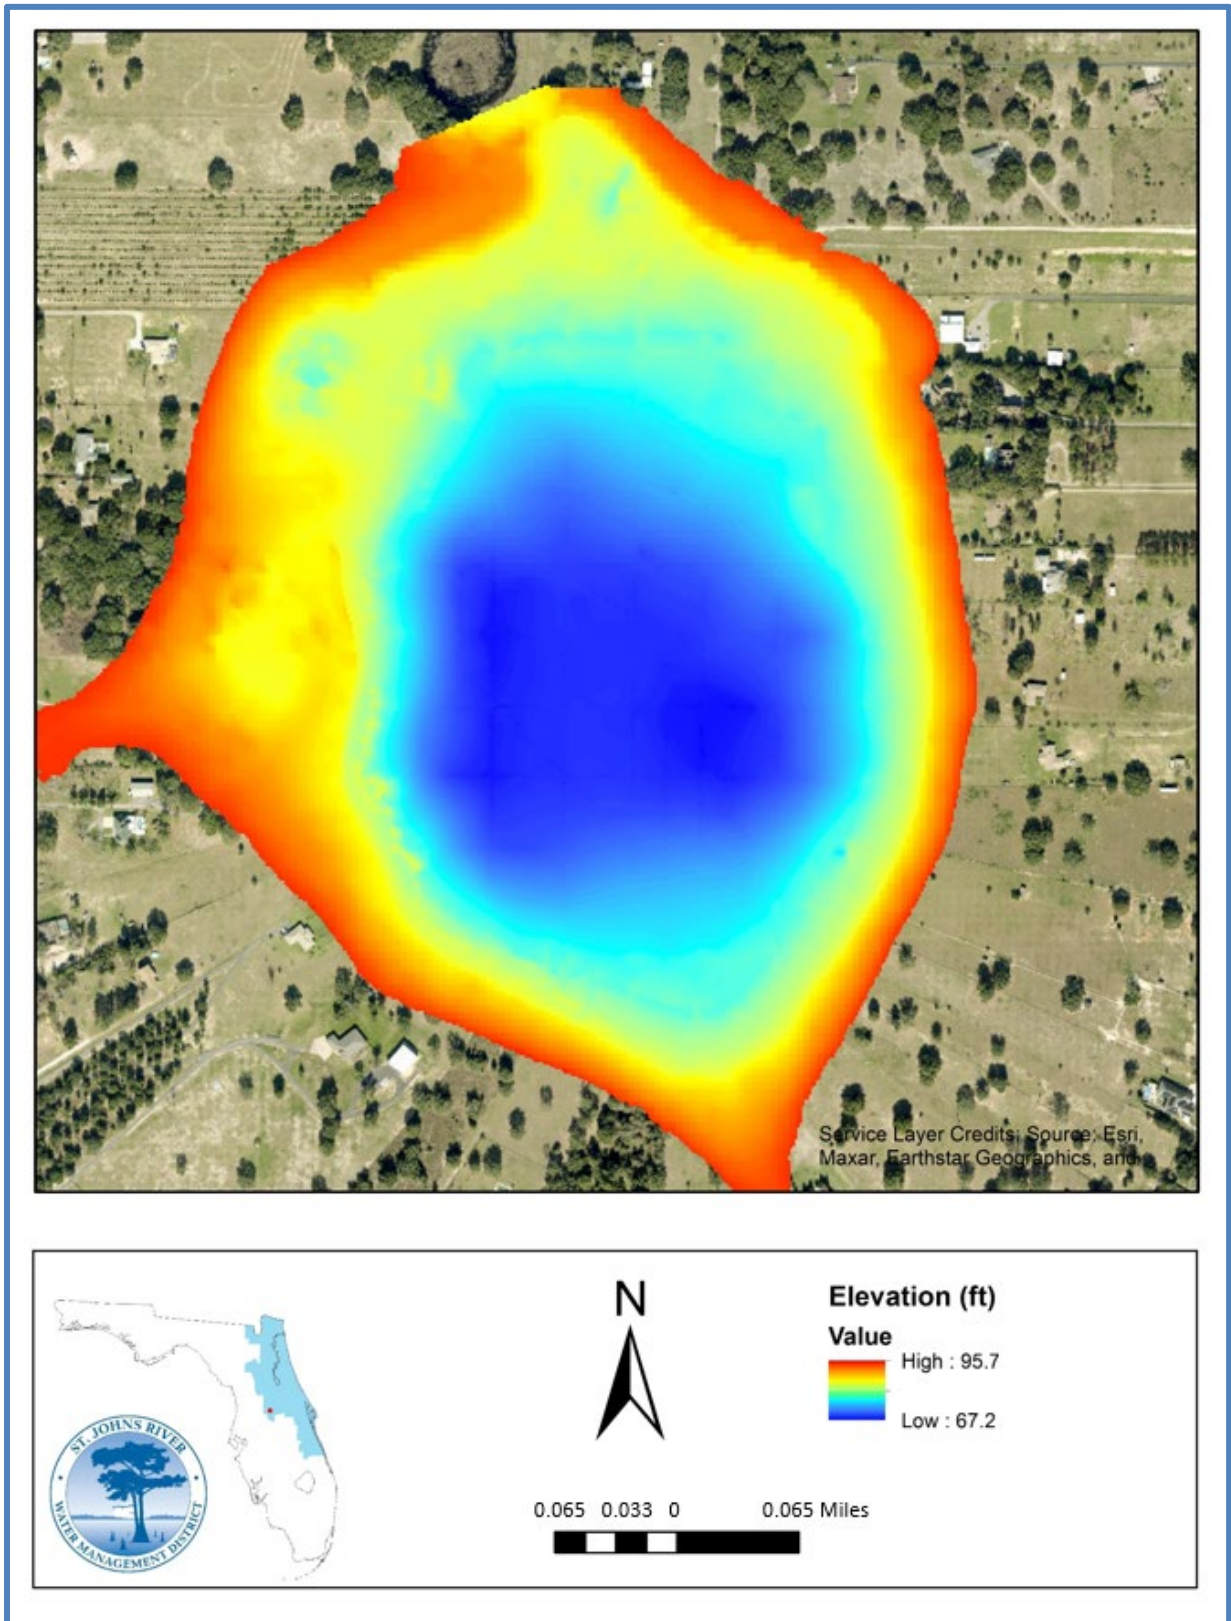 Service Layer Credits: Source: Esri,
Maxar, Earthstar Geographics, and
N
Elevation (ft)
Value
High : 95.7
Low : 67.2
ST. JOHNS RIVER
WATER MANAGEMENT DISTRICT
0.065 0.033 0 0.065 Miles